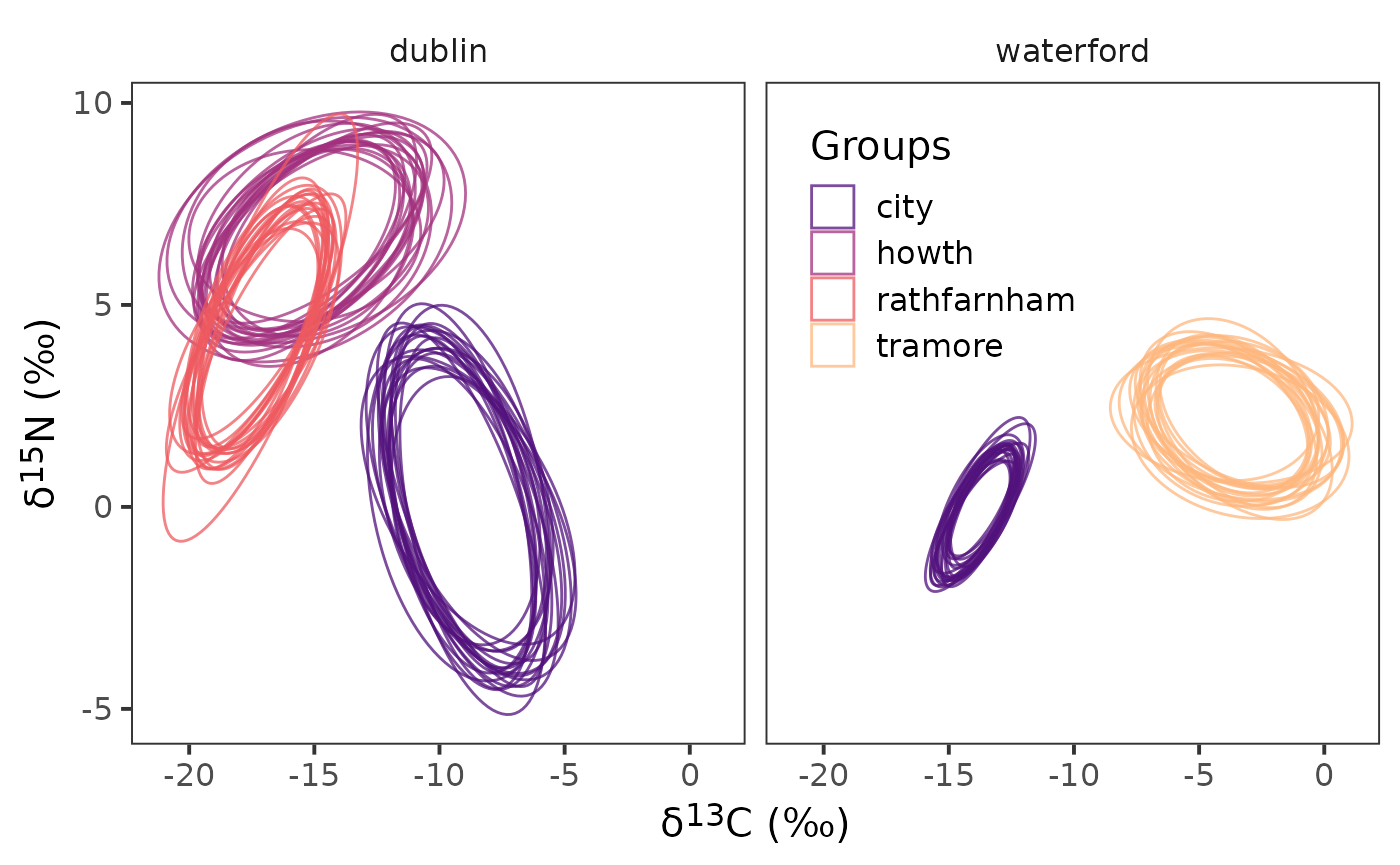 dublin
waterford
10
5
0
-5
δ¹⁵N (‰)
Groups
city
howth
rathfarnham
tramore
-20 -15 -10 -5 0
-20 -15 -10 -5 0
δ¹³C (‰)